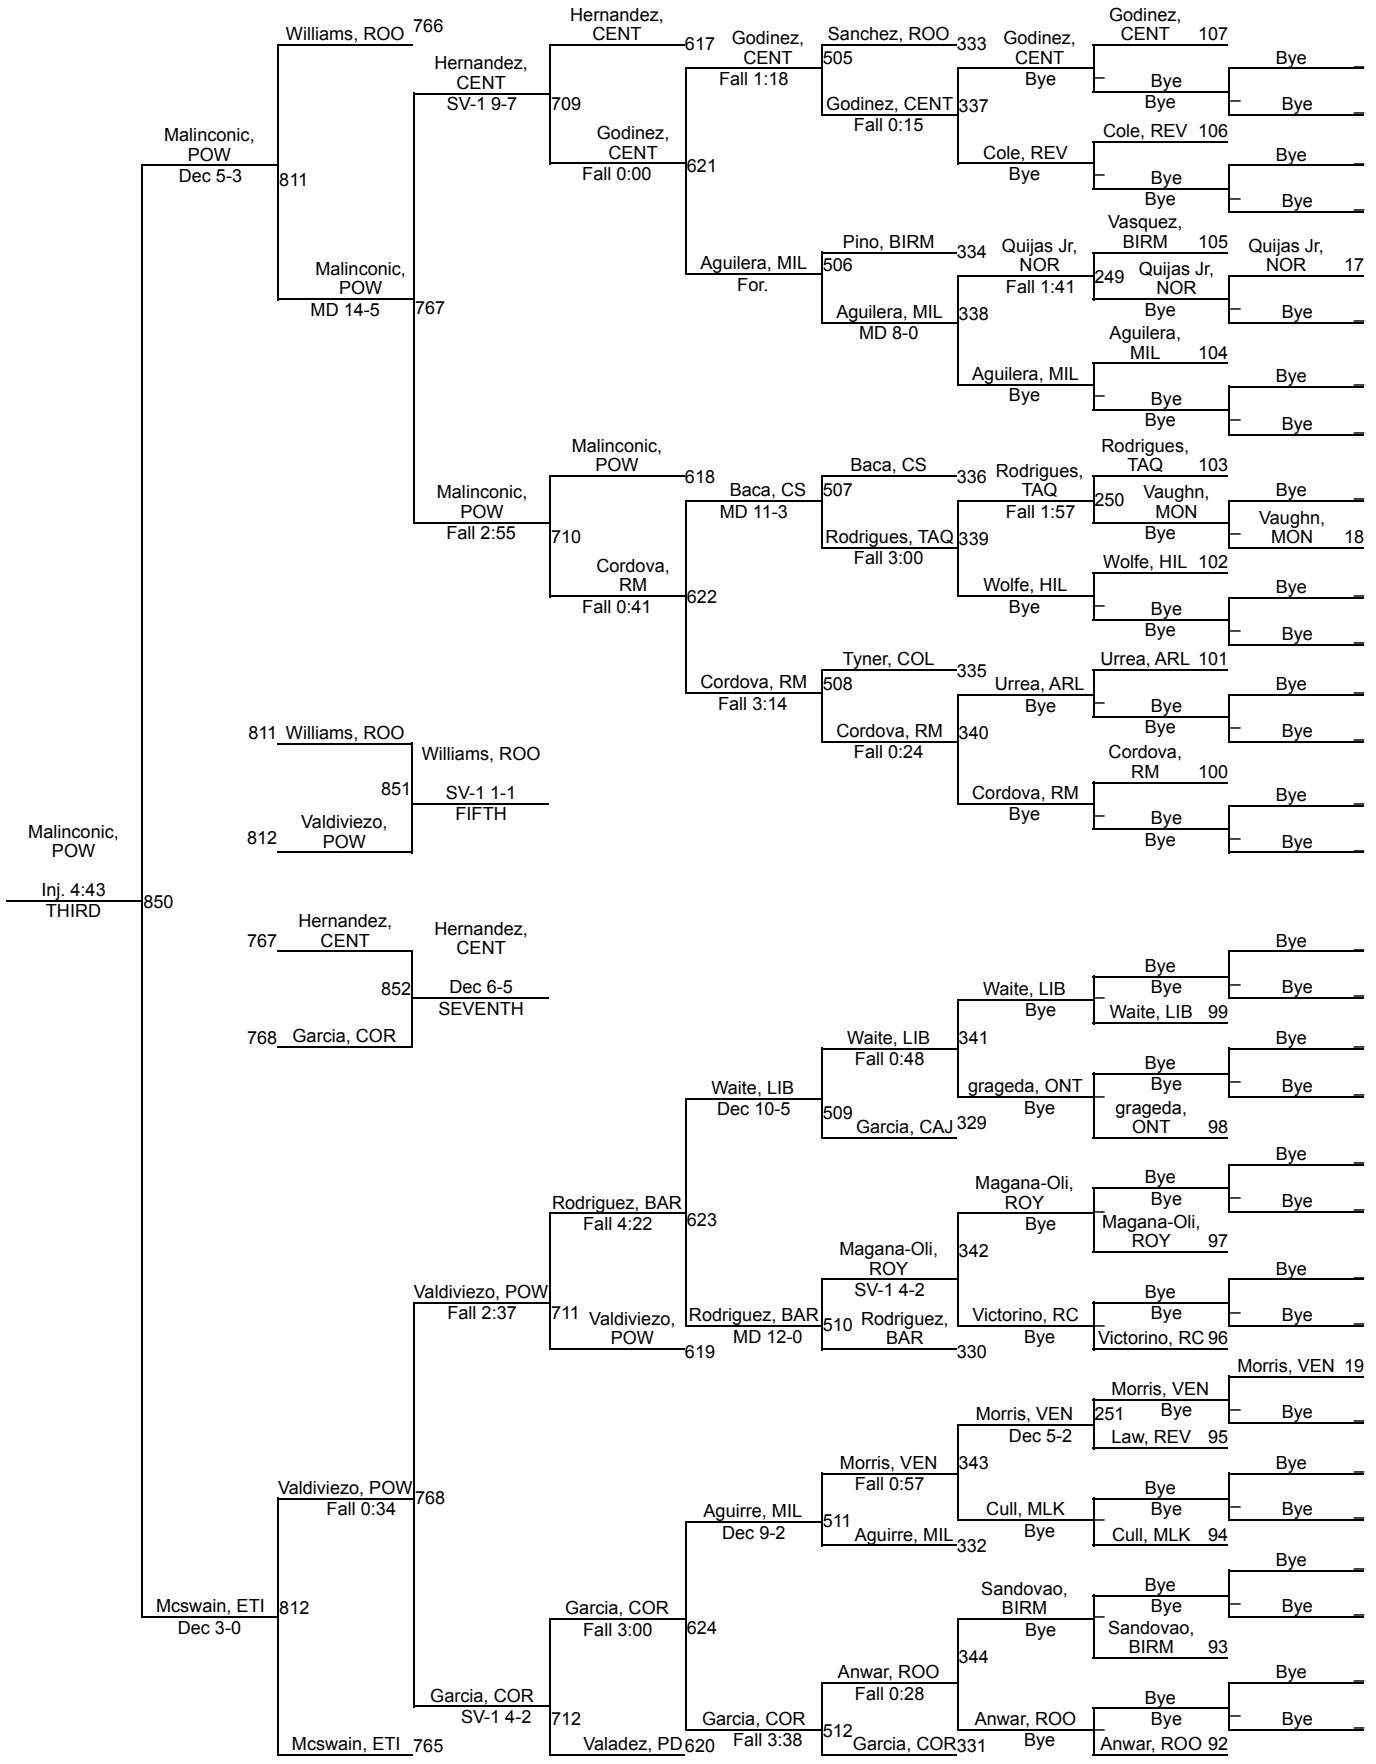 Williams, ROO 766
Hernandez,
CENT
617
Godinez,
CENT
Fall 1:18
Sanchez, ROO 333
505
Godinez,
CENT
Bye
Godinez,
CENT 107
Bye
Bye
Bye
Bye
Hernandez,
CENT
SV-1 9-7
709
Godinez, CENT 337
Fall 0:15
Cole, REV 106
Malinconic,
POW
Dec 5-3
811
Godinez,
CENT
Fall 0:00
621
Cole, REV
Bye
Bye
Bye
Bye
Bye
Malinconic,
POW
MD 14-5
767
Aguilera, MIL
For.
Pino, BIRM 334
506
Quijas Jr,
NOR
Fall 1:41
Vasquez,
BIRM 105
249 Quijas Jr,
NOR
Bye
Quijas Jr,
NOR 17
Bye
Aguilera, MIL 338
MD 8-0
Aguilera,
MIL 104
Aguilera, MIL
Bye
Bye
Bye
Bye
Bye
Malinconic,
POW
618
Baca, CS
MD 11-3
Baca, CS 336
507
Rodrigues,
TAQ
Fall 1:57
Rodrigues,
TAQ 103
250 Vaughn,
MON
Bye
Bye
Vaughn,
MON 18
Malinconic,
POW
Fall 2:55
710
Rodrigues, TAQ 339
Fall 3:00
Wolfe, HIL 102
Cordova,
RM
Fall 0:41
622
Wolfe, HIL
Bye
Bye
Bye
Bye
Bye
Cordova, RM
Fall 3:14
Tyner, COL 335
508
Urrea, ARL
Bye
Urrea, ARL 101
Bye
Bye
Bye
Bye
811 Williams, ROO
Williams, ROO
851
SV-1 1-1
FIFTH
812
Valdiviezo,
POW
Cordova, RM 340
Fall 0:24
Cordova,
RM 100
Cordova, RM
Bye
Bye
Bye
Bye
Bye
Malinconic,
POW
Inj. 4:43
THIRD
850
767
Hernandez,
CENT
Hernandez,
CENT
852
Dec 6-5
SEVENTH
768 Garcia, COR
Bye
Bye
Bye
Bye
Waite, LIB
Bye
Waite, LIB 99
Waite, LIB
Fall 0:48
341
Bye
Bye
Bye
Bye
Waite, LIB
Dec 10-5
grageda, ONT
Bye
grageda,
ONT 98
509
Garcia, CAJ 329
Bye
Bye
Bye
Bye
Rodriguez, BAR
Fall 4:22
623
Magana-Oli,
ROY
Bye
Magana-Oli,
ROY 97
Magana-Oli,
ROY
SV-1 4-2
342
Bye
Bye
Bye
Bye
Valdiviezo, POW
Fall 2:37
711 Valdiviezo,
POW
619
Rodriguez, BAR
MD 12-0
510 Rodriguez,
BAR
330
Victorino, RC
Bye
Victorino, RC 96
Morris, VEN 19
Bye
Morris, VEN
Dec 5-2
Morris, VEN
251 Bye
Law, REV 95
Morris, VEN
Fall 0:57
343
Bye
Bye
Bye
Bye
Valdiviezo, POW
Fall 0:34
768
Aguirre, MIL
Dec 9-2
511
Aguirre, MIL 332
Cull, MLK
Bye
Cull, MLK 94
Bye
Bye
Bye
Bye
Mcswain, ETI
Dec 3-0
812
Garcia, COR
Fall 3:00
624
Sandovao,
BIRM
Bye
Sandovao,
BIRM 93
344
Anwar, ROO
Fall 0:28
Bye
Bye
Bye
Bye
Garcia, COR
SV-1 4-2
712
Garcia, COR
Fall 3:38
512
Anwar, ROO
Bye
Mcswain, ETI 765
Valadez, PD 620
Garcia, COR 331
Anwar, ROO 92